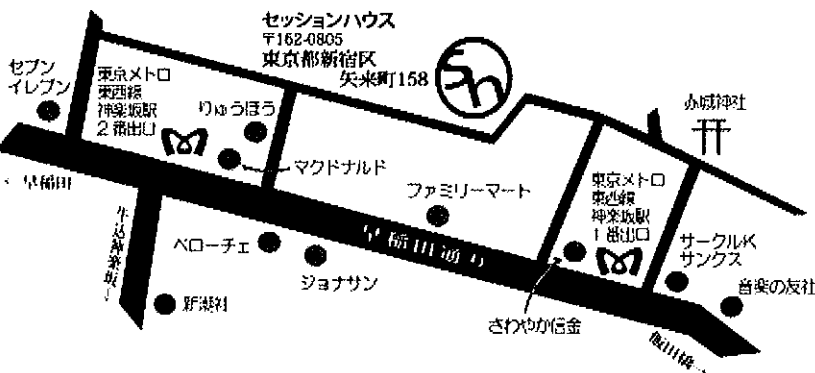 セッションハウス
〒162-0805
東京都新宿区
矢来町158
セブン
イレブン
東京メトロ
東西線
神楽坂駅
2番出口
りゅうほう
マクドナルド
赤城神社
← 早稲田
牛込神楽坂→
ベローチェ
ジョナサン
新潮社
ファミリーマート
早稲田通り
東京メトロ
東西線
神楽坂駅
1番出口
サークルK
サンクス
音楽の友社
さわやか信金
飯田橋→